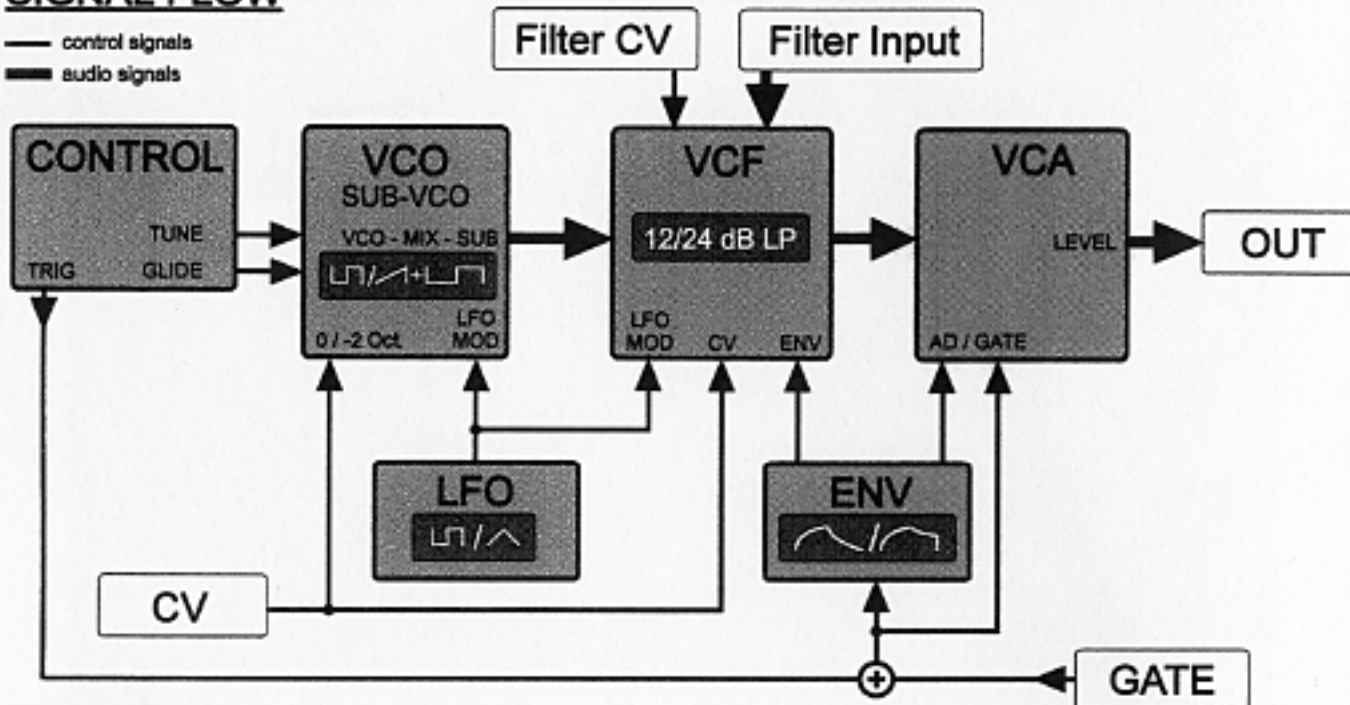 SIGNAL FLOW
control signals
audio signals
Filter CV
Filter Input
CONTROL
TUNE
TRIG
GLIDE
VCO
SUB-VCO
VCO - MIX - SUB
0 / -2 Oct.
LFO
MOD
VCF
12/24 dB LP
LFO
MOD
CV
ENV
VCA
LEVEL
AD / GATE
OUT
LFO
ENV
CV
GATE